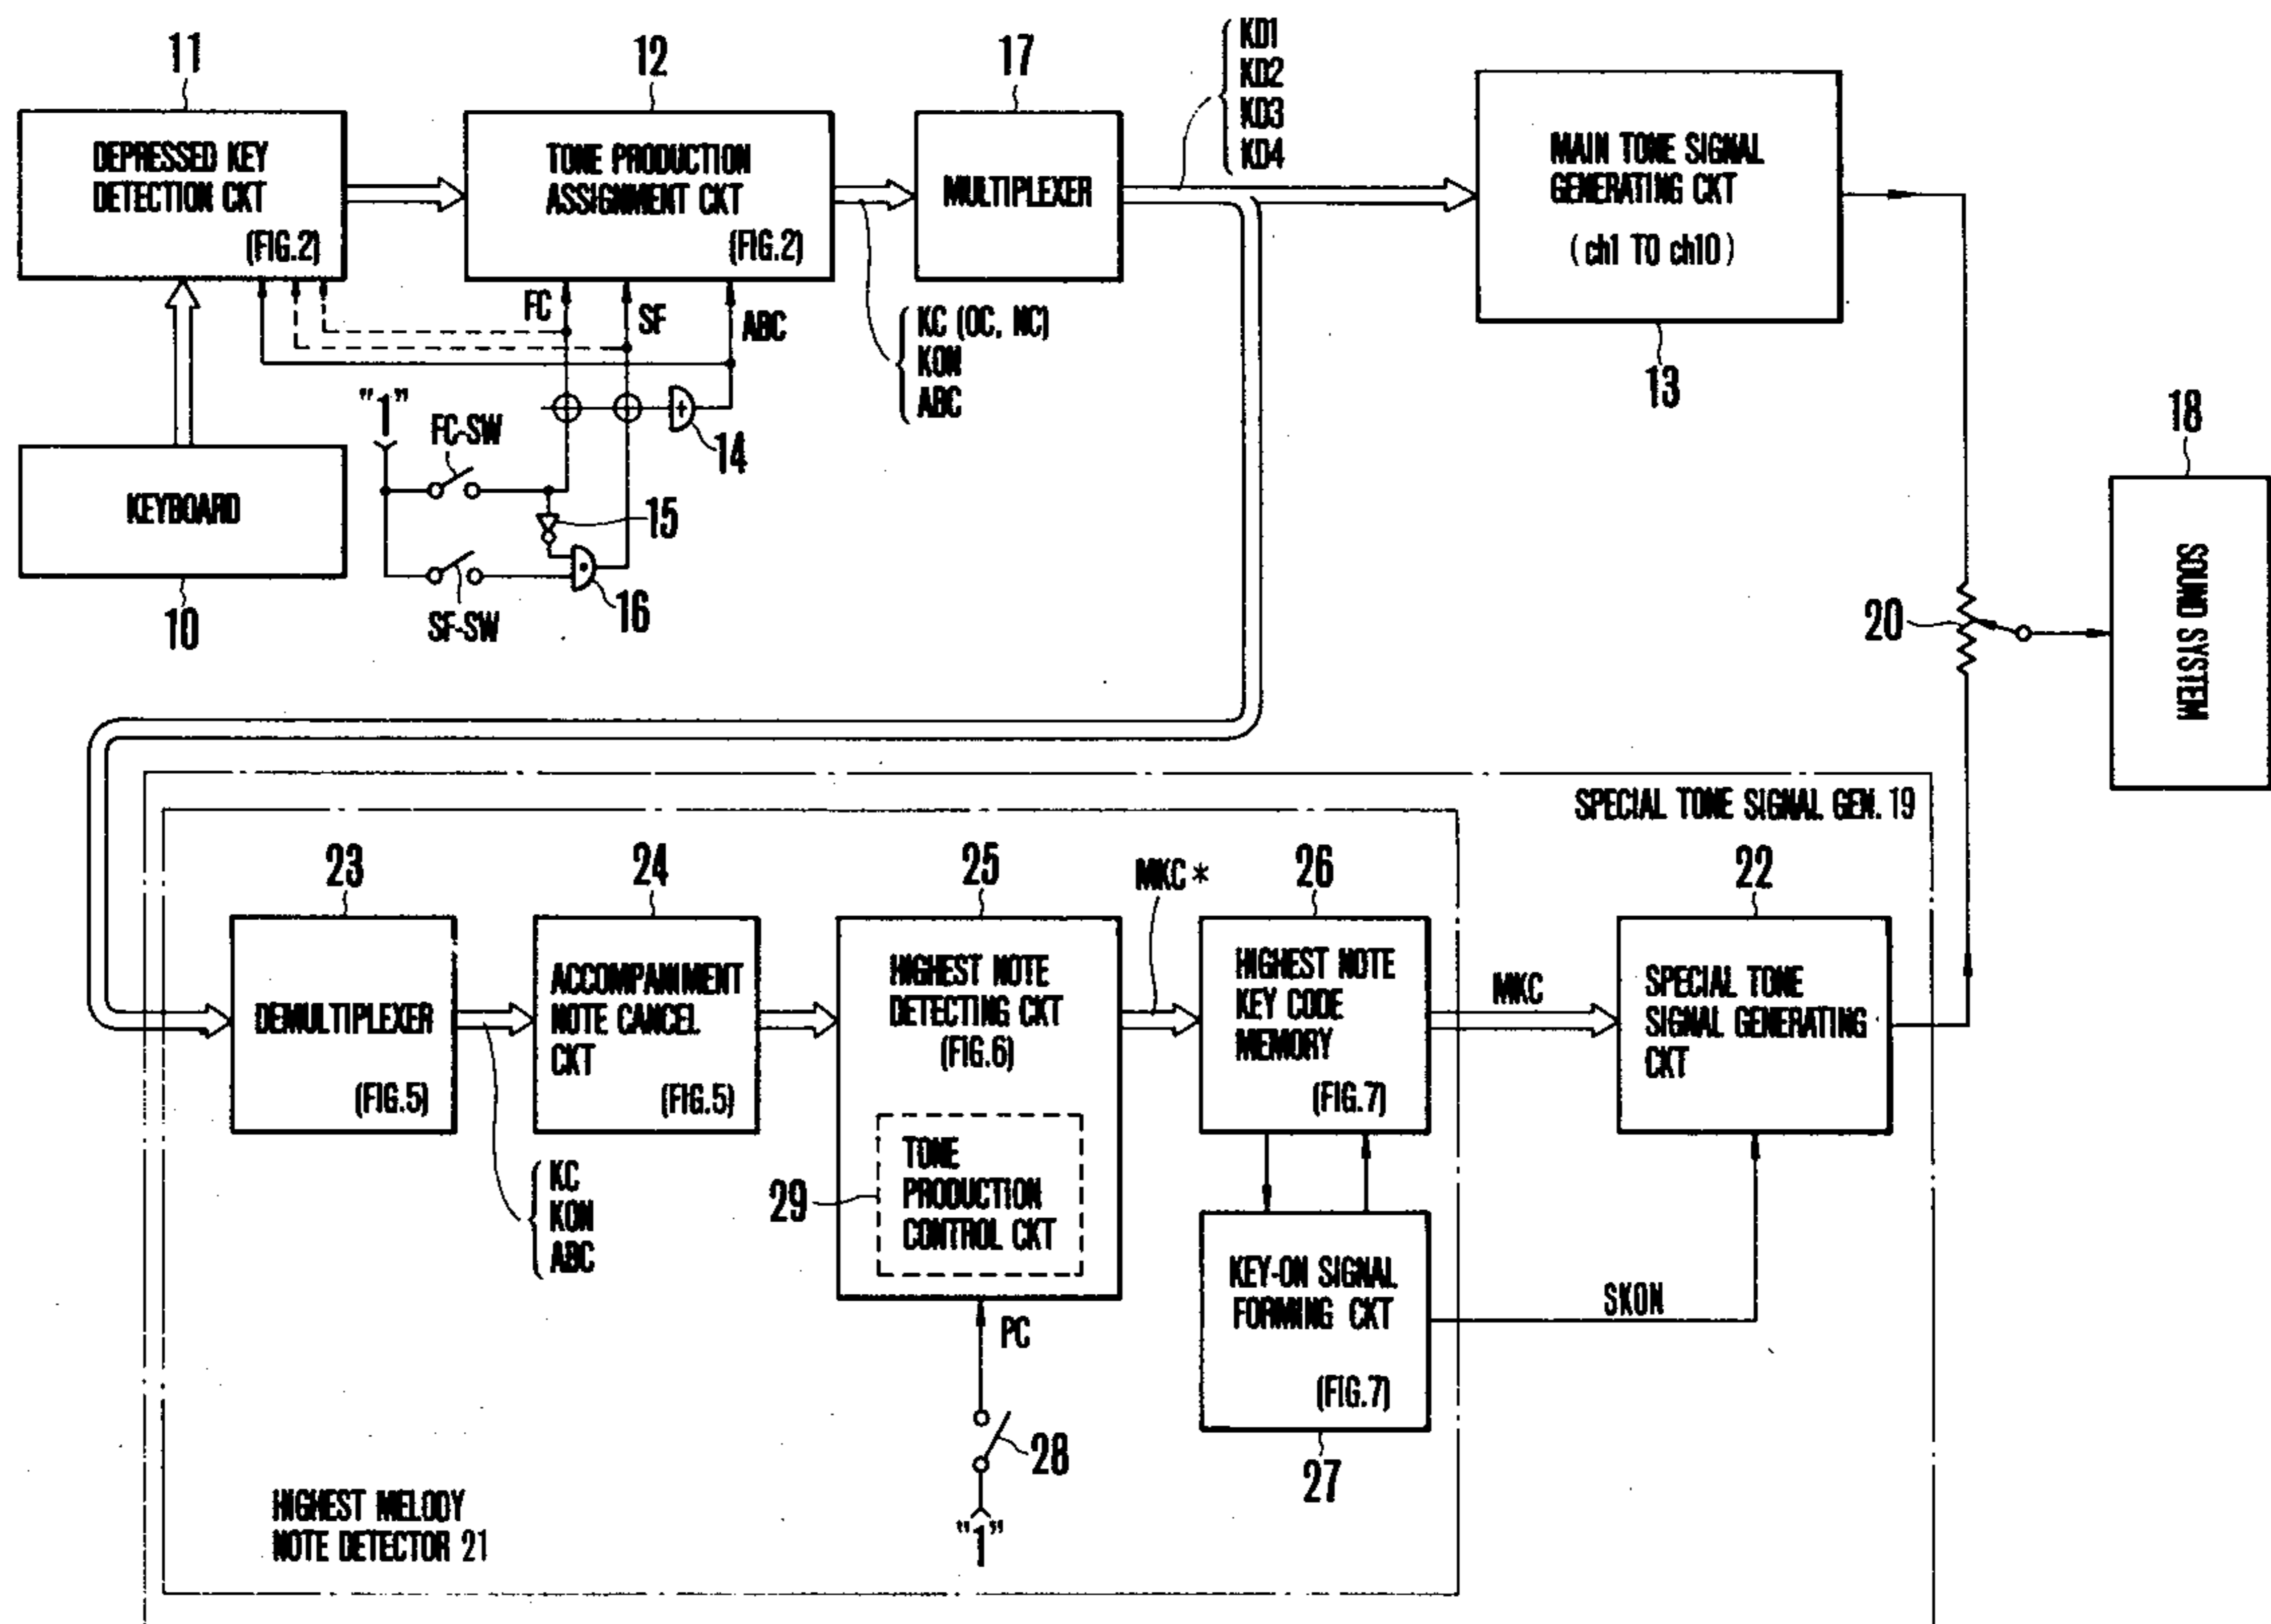 11
DEPRESSED KEY
DETECTION CKT
(FIG.2)
12
TONE PRODUCTION
ASSIGNMENT CKT
(FIG.2)
17
MULTIPLEXER
KD1
KD2
KD3
KD4
MAIN TONE SIGNAL
GENERATING CKT
(ch1 TO ch10)
13
FC
SF
ABC
KC (OC, NC)
KON
ABC
"1"
FC-SW
14
15
16
SF-SW
KEYBOARD
10
18
SOUND SYSTEM
20
SPECIAL TONE SIGNAL GEN. 19
23
DEMULTIPLEXER
(FIG.5)
KC
KON
ABC
24
ACCOMPANIMENT
NOTE CANCEL
CKT
(FIG.5)
25
HIGHEST NOTE
DETECTING CKT
(FIG.6)
29
TONE
PRODUCTION
CONTROL CKT
PC
28
"1"
MKC *
26
HIGHEST NOTE
KEY CODE
MEMORY
(FIG.7)
MKC
22
SPECIAL TONE
SIGNAL GENERATING
CKT
KEY-ON SIGNAL
FORMING CKT
(FIG.7)
27
SKON
HIGHEST MELODY
NOTE DETECTOR 21